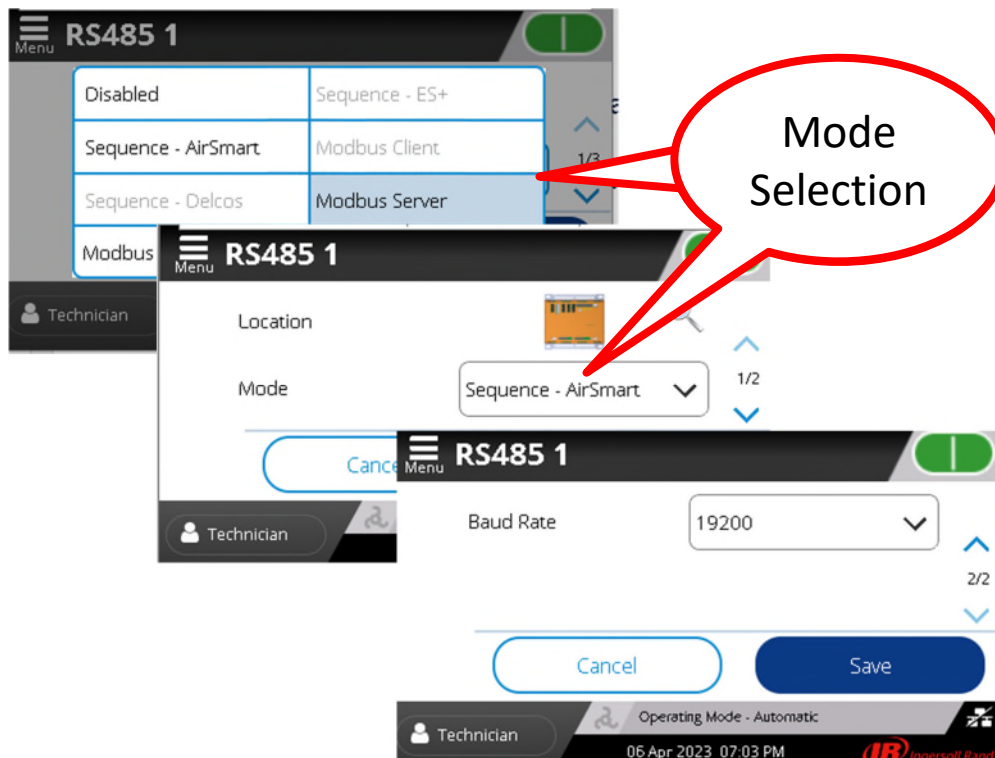 Menu RS485 1
Disabled Sequence - ES+
Sequence - AirSmart Modbus Client
1/3
Sequence - Delcos Modbus Server
Modbus
Technician
Mode
Selection
Menu RS485 1
Location
Mode Sequence - AirSmart 1/2
Technician
Menu RS485 1
Baud Rate 19200
2/2
Cancel Save
Technician
Operating Mode - Automatic
06 Apr 2023 07:03 PM
IR Ingersoll Rand